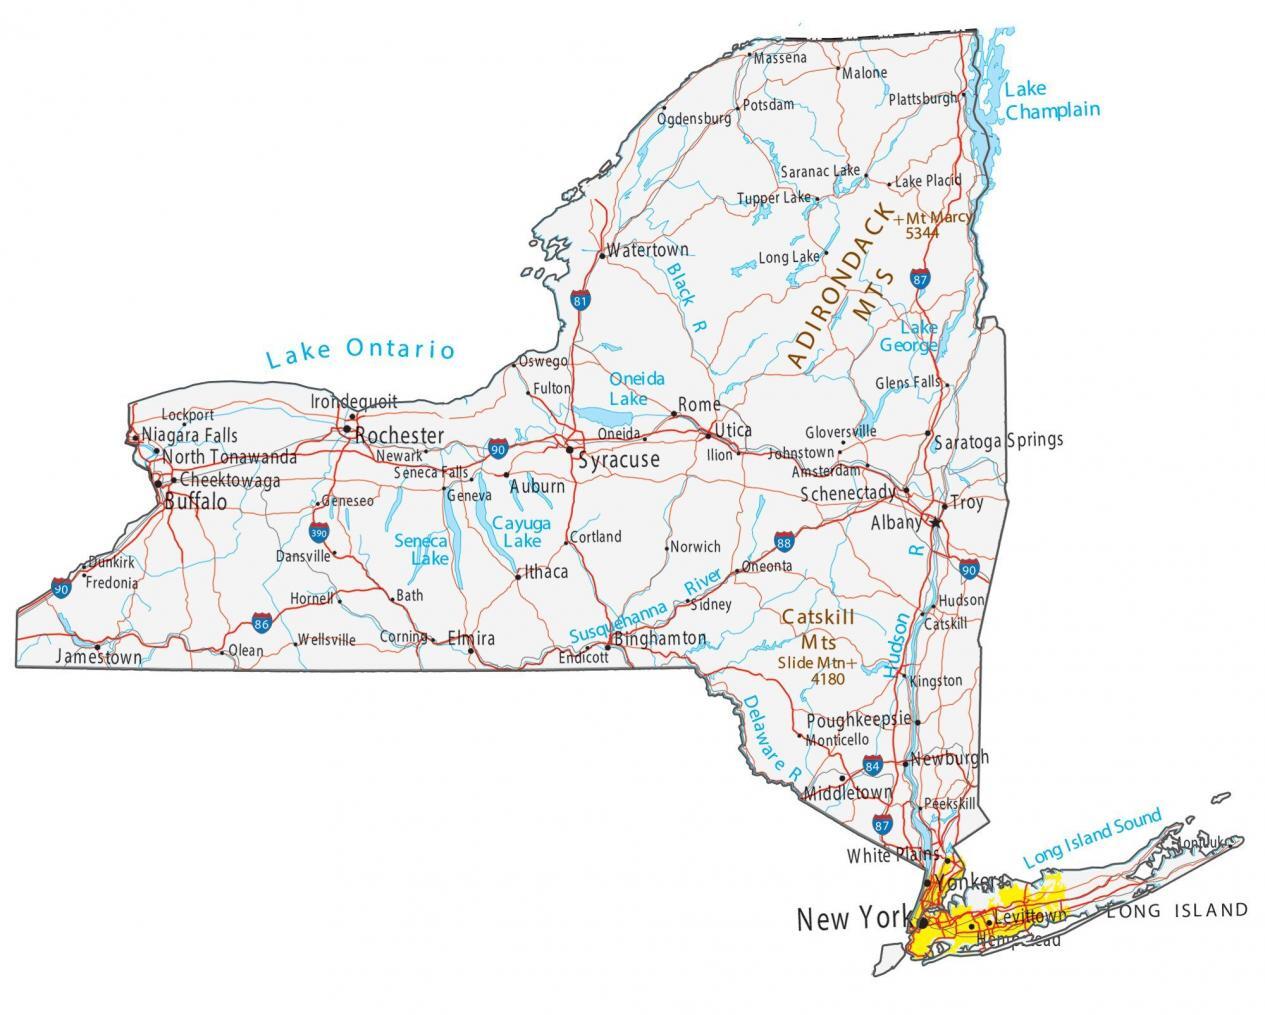 Massena
Malone
Lake
Champlain
Plattsburgh
Potsdam
Ogdensburg
Saranac Lake
Lake Placid
Tupper Lake
+Mt Marcy
5344
Watertown
Long Lake
ADIRONDACK
MTS
Black R
87
81
Lake
George
Lake Ontario
Oswego
Fulton
Oneida
Lake
Glens Falls
Irondequoit
Rome
Lockport
Niagara Falls
Rochester
Utica
Gloversville
Saratoga Springs
90
Oneida
North Tonawanda
Newark
Syracuse
Ilion
Johnstown
Seneca Falls
Amsterdam
Cheektowaga
Auburn
Geneva
Schenectady
Buffalo
Geneseo
Troy
Albany
390
Cayuga
Lake
Seneca
Lake
Cortland
88
Norwich
Dansville
Dunkirk
Fredonia
90
Ithaca
Oneonta
90
Hornell
Bath
Susquehanna River
Sidney
Hudson
Catskill
86
Catskill
Mts
Slide Mtn+
4180
Hudson R
Jamestown
Olean
Wellsville
Corning
Elmira
Endicott
Binghamton
Kingston
Delaware R
Poughkeepsie
Monticello
84
Newburgh
Middletown
Peekskill
87
Long Island Sound
White Plains
Yonkers
Montauk
New York
Levittown
LONG ISLAND
Hempstead